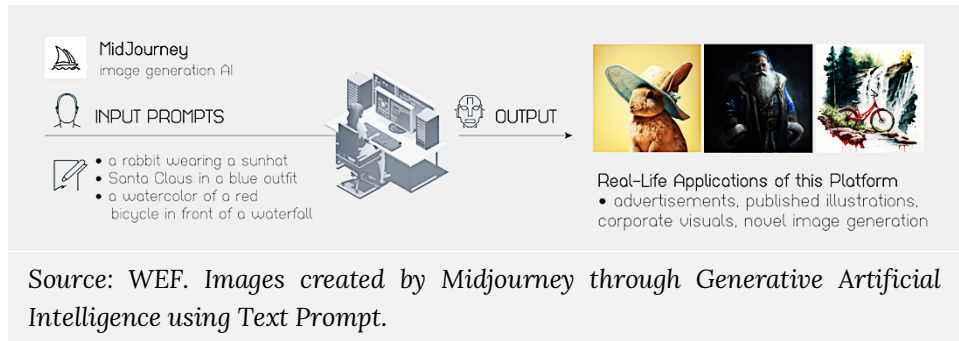 MidJourney
image generation AI
INPUT PROMPTS
• a rabbit wearing a sunhat
• Santa Claus in a blue outfit
• a watercolor of a red
bicycle in front of a waterfall
OUTPUT
Real-Life Applications of this Platform
• advertisements, published illustrations,
corporate visuals, novel image generation
Source: WEF. Images created by Midjourney through Generative Artificial
Intelligence using Text Prompt.